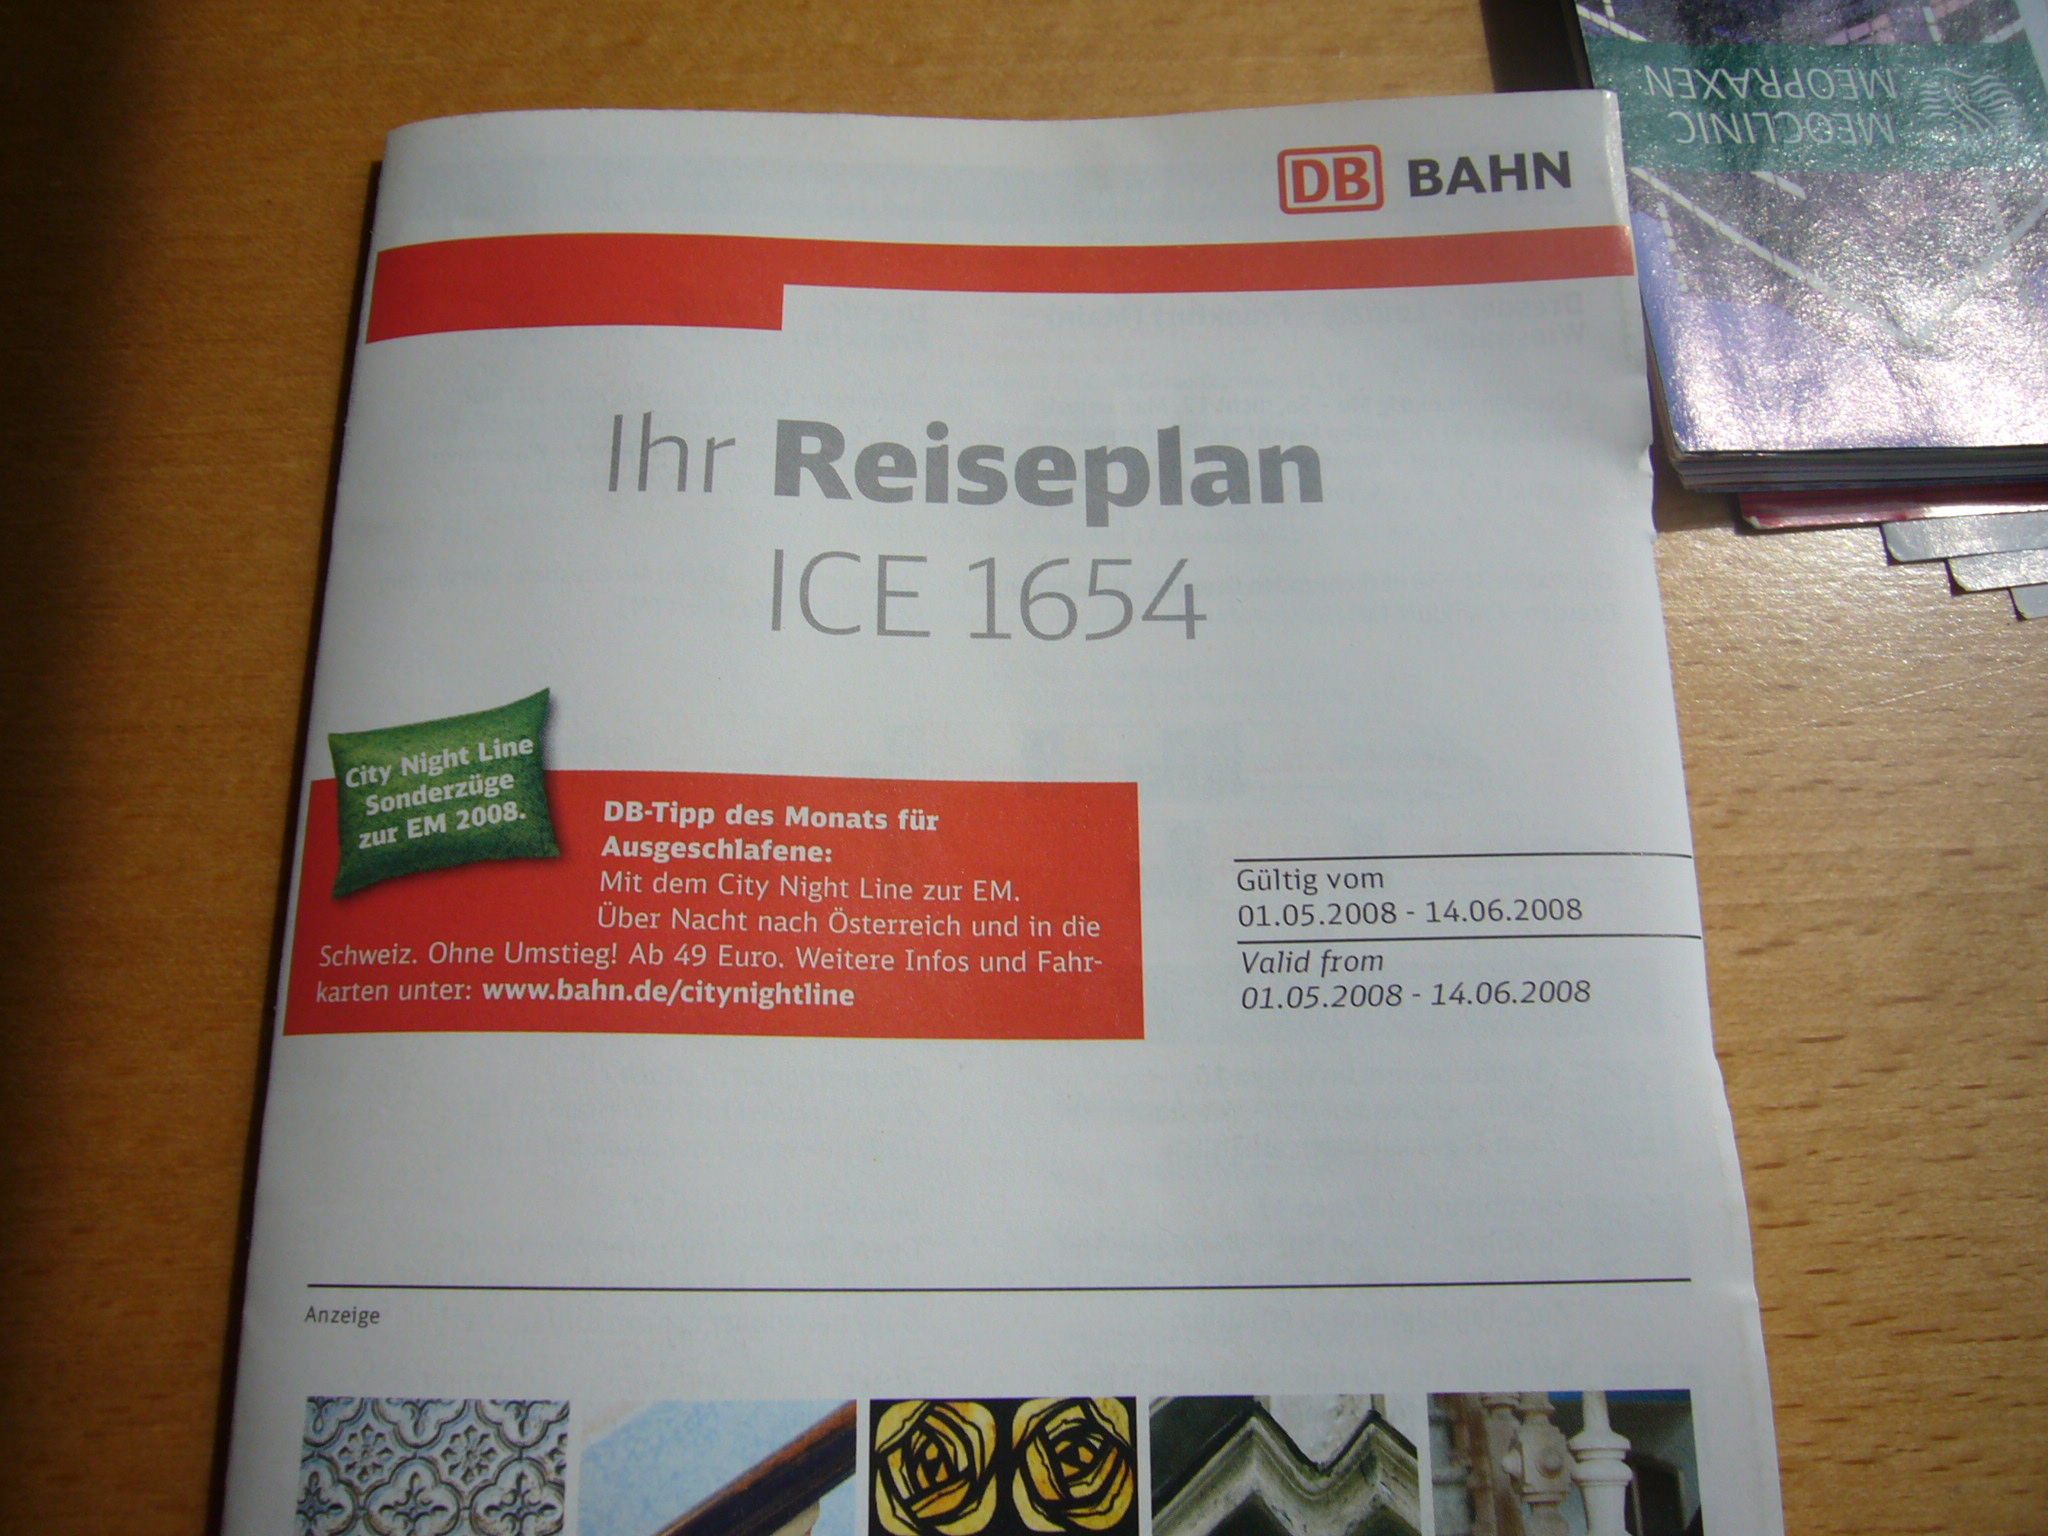 DB BAHN
Ihr Reiseplan
ICE 1654
City Night Line
Sonderzüge
zur EM 2008.
DB-Tipp des Monats für
Ausgeschlafene:
Mit dem City Night Line zur EM.
Über Nacht nach Österreich und in die
Schweiz. Ohne Umstieg! Ab 49 Euro. Weitere Infos und Fahr-
karten unter: www.bahn.de/citynightline
Gültig vom
01.05.2008 - 14.06.2008
Valid from
01.05.2008 - 14.06.2008
Anzeige
MEOCLINIC
MEOPRAXEN